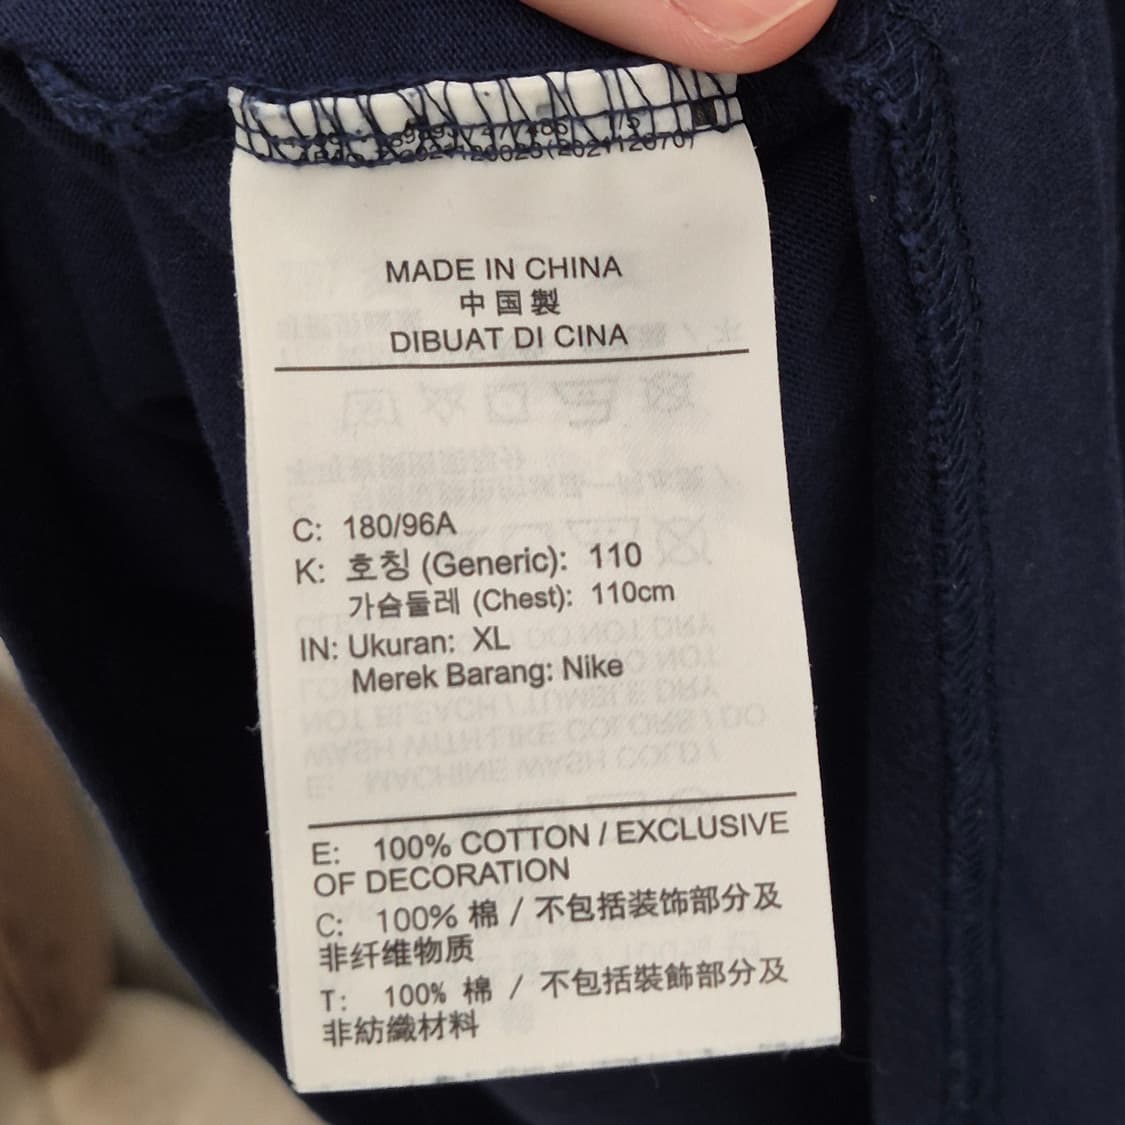 MADE IN CHINA
中国製
DIBUAT DI CINA
C: 180/96A
K: 호칭 (Generic): 110
가슴둘레 (Chest): 110cm
IN: Ukuran: XL
Merek Barang: Nike
E: 100% COTTON / EXCLUSIVE
OF DECORATION
C: 100% 棉 / 不包括装饰部分及
非纤维物质
T: 100% 棉 / 不包括裝飾部分及
非紡織材料